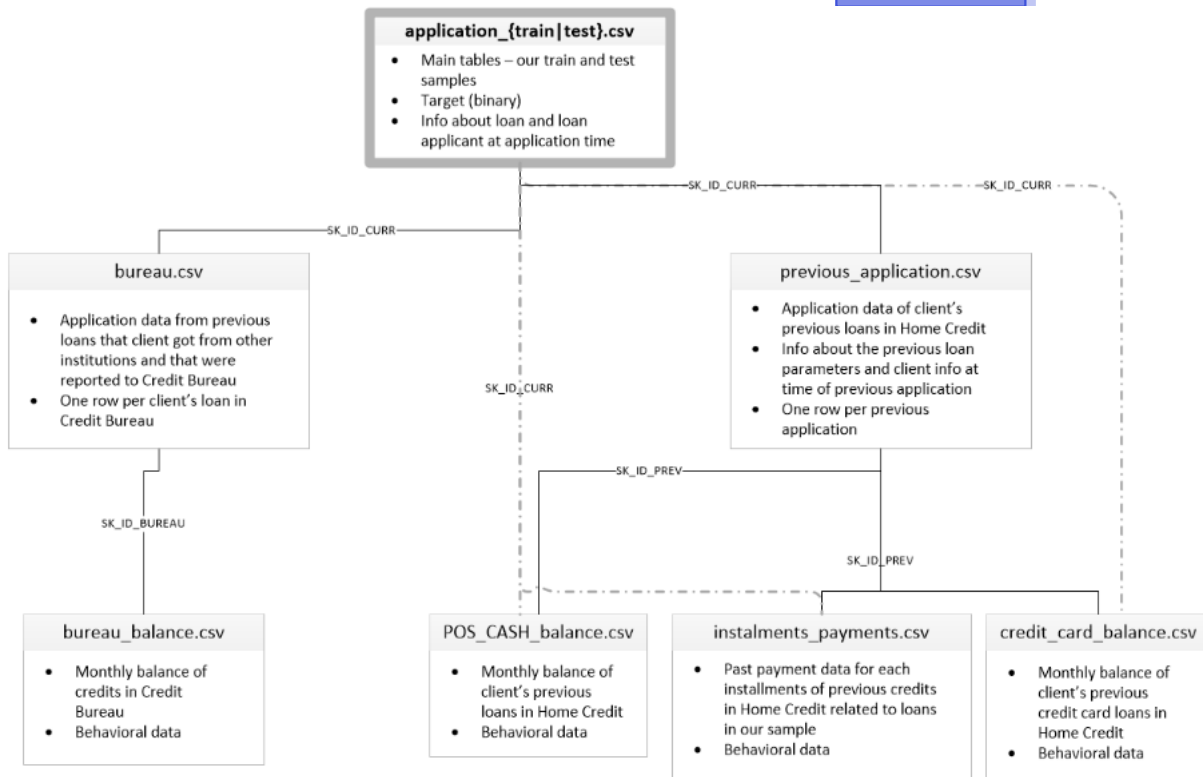 application_{train|test}.csv
• Main tables – our train and test
samples
• Target (binary)
• Info about loan and loan
applicant at application time
SK_ID_CURR
SK_ID_CURR
SK_ID_CURR
bureau.csv
• Application data from previous
loans that client got from other
institutions and that were
reported to Credit Bureau
• One row per client's loan in
Credit Bureau
previous_application.csv
• Application data of client's
previous loans in Home Credit
• Info about the previous loan
parameters and client info at
time of previous application
• One row per previous
application
SK_ID_CURR
SK_ID_PREV
SK_ID_BUREAU
SK_ID_PREV
bureau_balance.csv
• Monthly balance of
credits in Credit
Bureau
• Behavioral data
POS_CASH_balance.csv
• Monthly balance of
client's previous
loans in Home Credit
• Behavioral data
instalments_payments.csv
• Past payment data for each
installments of previous credits
in Home Credit related to loans
in our sample
• Behavioral data
credit_card_balance.csv
• Monthly balance of
client's previous
credit card loans in
Home Credit
• Behavioral data